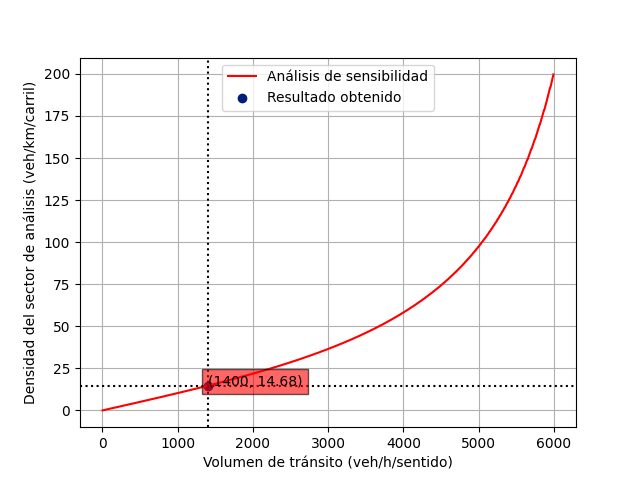 Análisis de sensibilidad
Resultado obtenido
Densidad del sector de análisis (veh/km/carril)
200
175
150
125
100
75
50
25
0
(1400, 14.68)
0 1000 2000 3000 4000 5000 6000
Volumen de tránsito (veh/h/sentido)